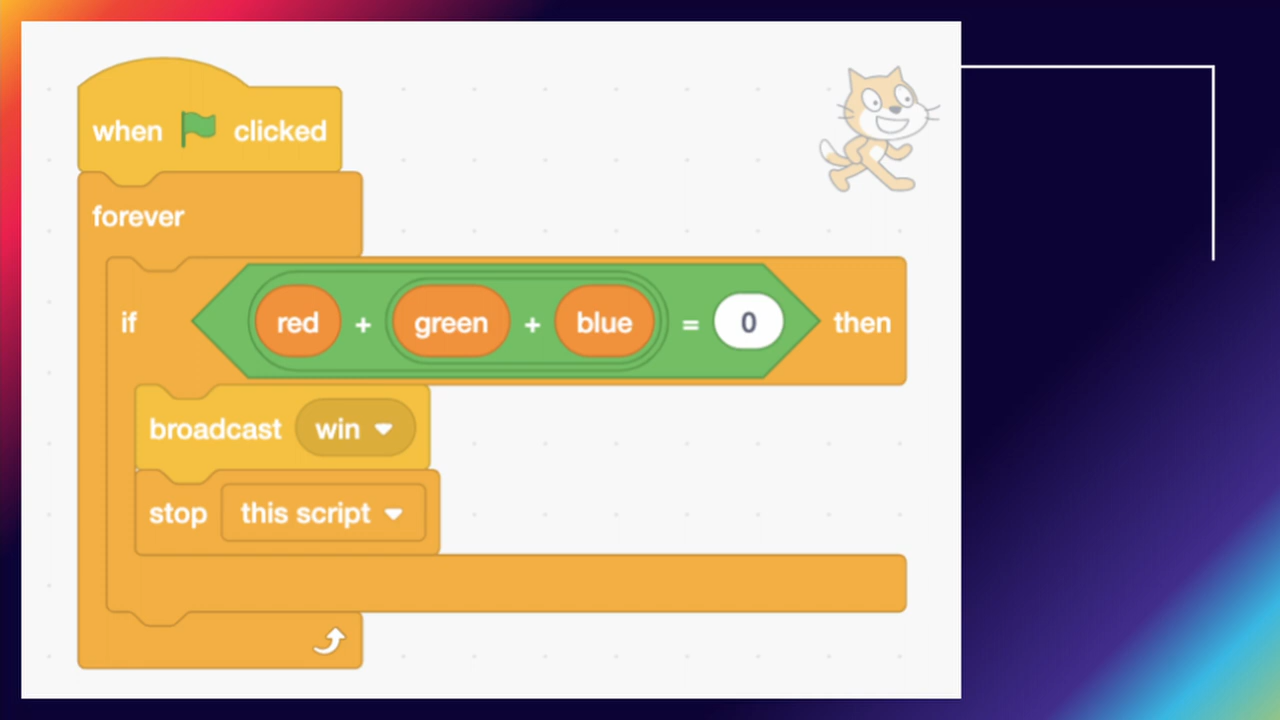 when clicked
forever
if red + green + blue = 0 then
broadcast win
stop this script